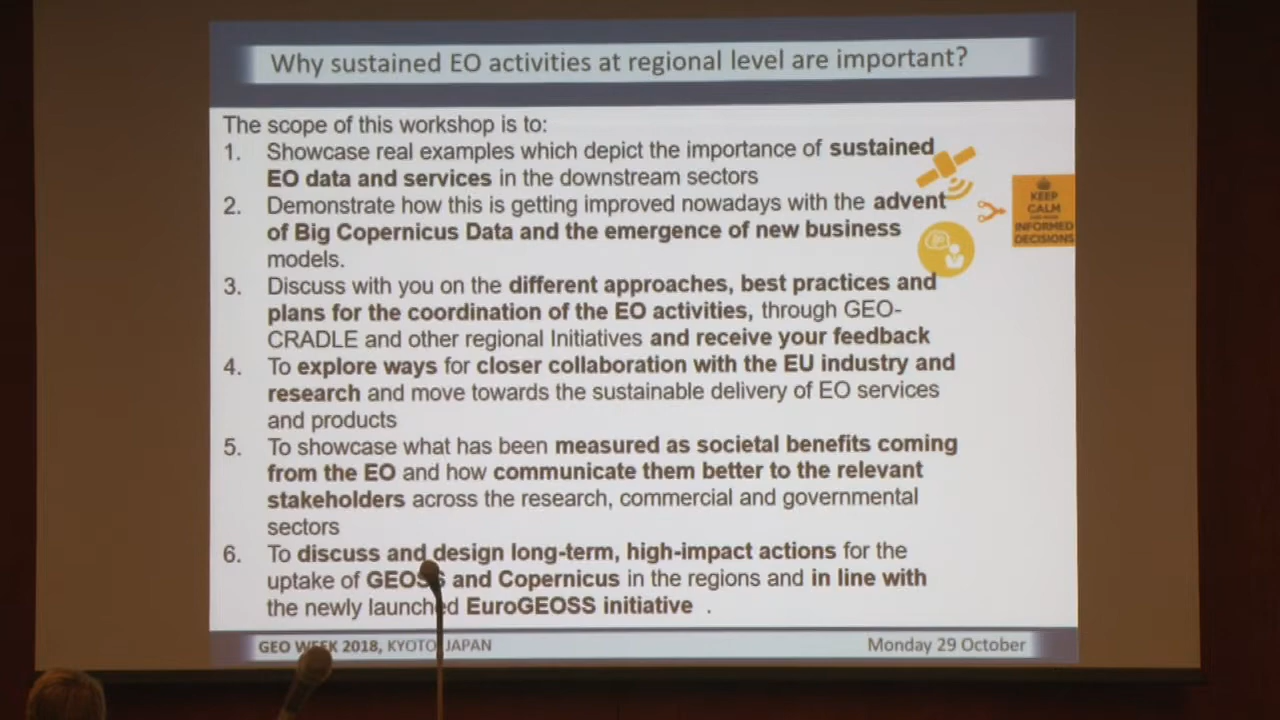 Why sustained EO activities at regional level are important?
The scope of this workshop is to:
1. Showcase real examples which depict the importance of sustained
EO data and services in the downstream sectors
2. Demonstrate how this is getting improved nowadays with the advent
of Big Copernicus Data and the emergence of new business
models.
3. Discuss with you on the different approaches, best practices and
plans for the coordination of the EO activities, through GEO-
CRADLE and other regional Initiatives and receive your feedback
4. To explore ways for closer collaboration with the EU industry and
research and move towards the sustainable delivery of EO services
and products
5. To showcase what has been measured as societal benefits coming
from the EO and how communicate them better to the relevant
stakeholders across the research, commercial and governmental
sectors
6. To discuss and design long-term, high-impact actions for the
uptake of GEOSS and Copernicus in the regions and in line with
the newly launched EuroGEOSS initiative .
KEEP
CALM
INFORMED
DECISIONS
GEO WEEK 2018, KYOTO, JAPAN
Monday 29 October